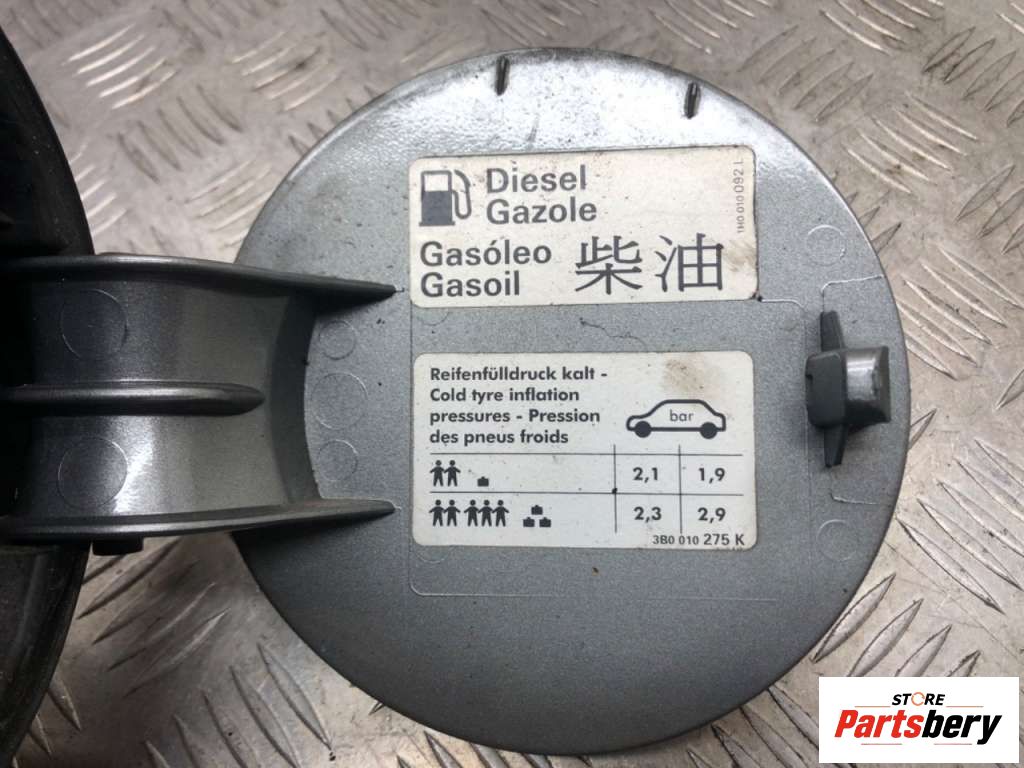 Diesel
Gazole
Gasóleo
Gasoil
柴油
1M0 010 092 L
Reifenfülldruck kalt -
Cold tyre inflation
pressures - Pression
des pneus froids
bar
2,1 1,9
2,3 2,9
3B0 010 275 K
STORE
Partsbery